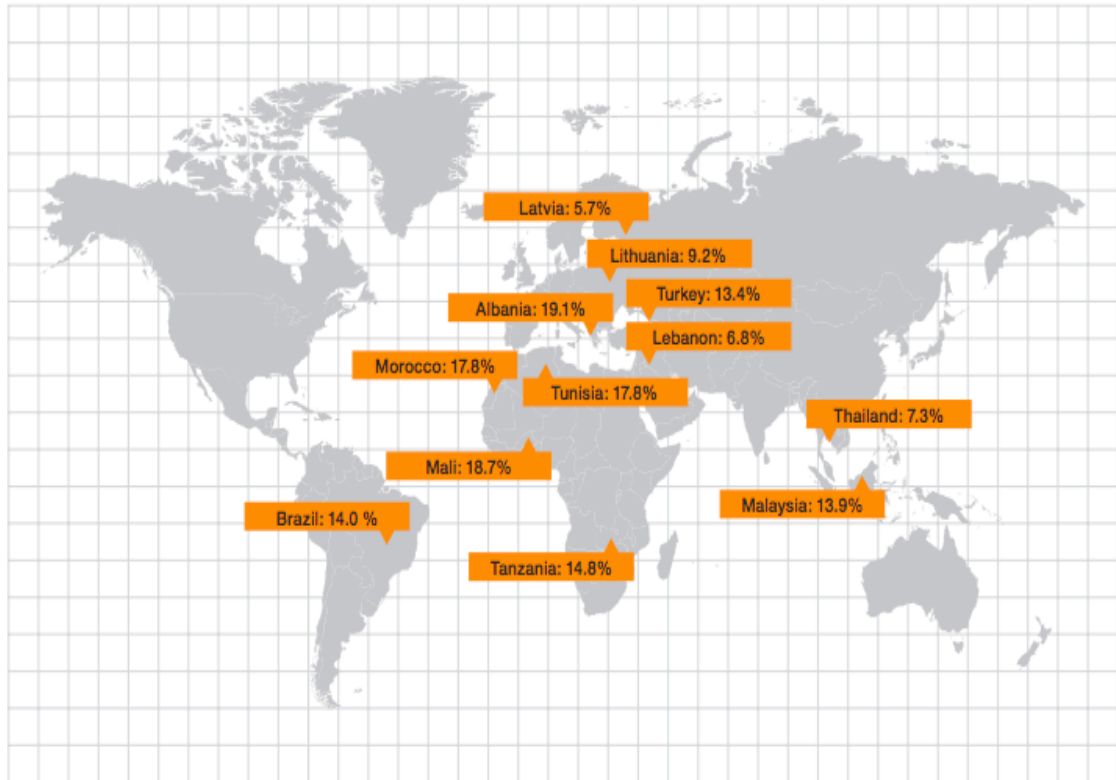 Latvia: 5.7%
Lithuania: 9.2%
Turkey: 13.4%
Albania: 19.1%
Lebanon: 6.8%
Morocco: 17.8%
Tunisia: 17.8%
Thailand: 7.3%
Mali: 18.7%
Malaysia: 13.9%
Brazil: 14.0 %
Tanzania: 14.8%